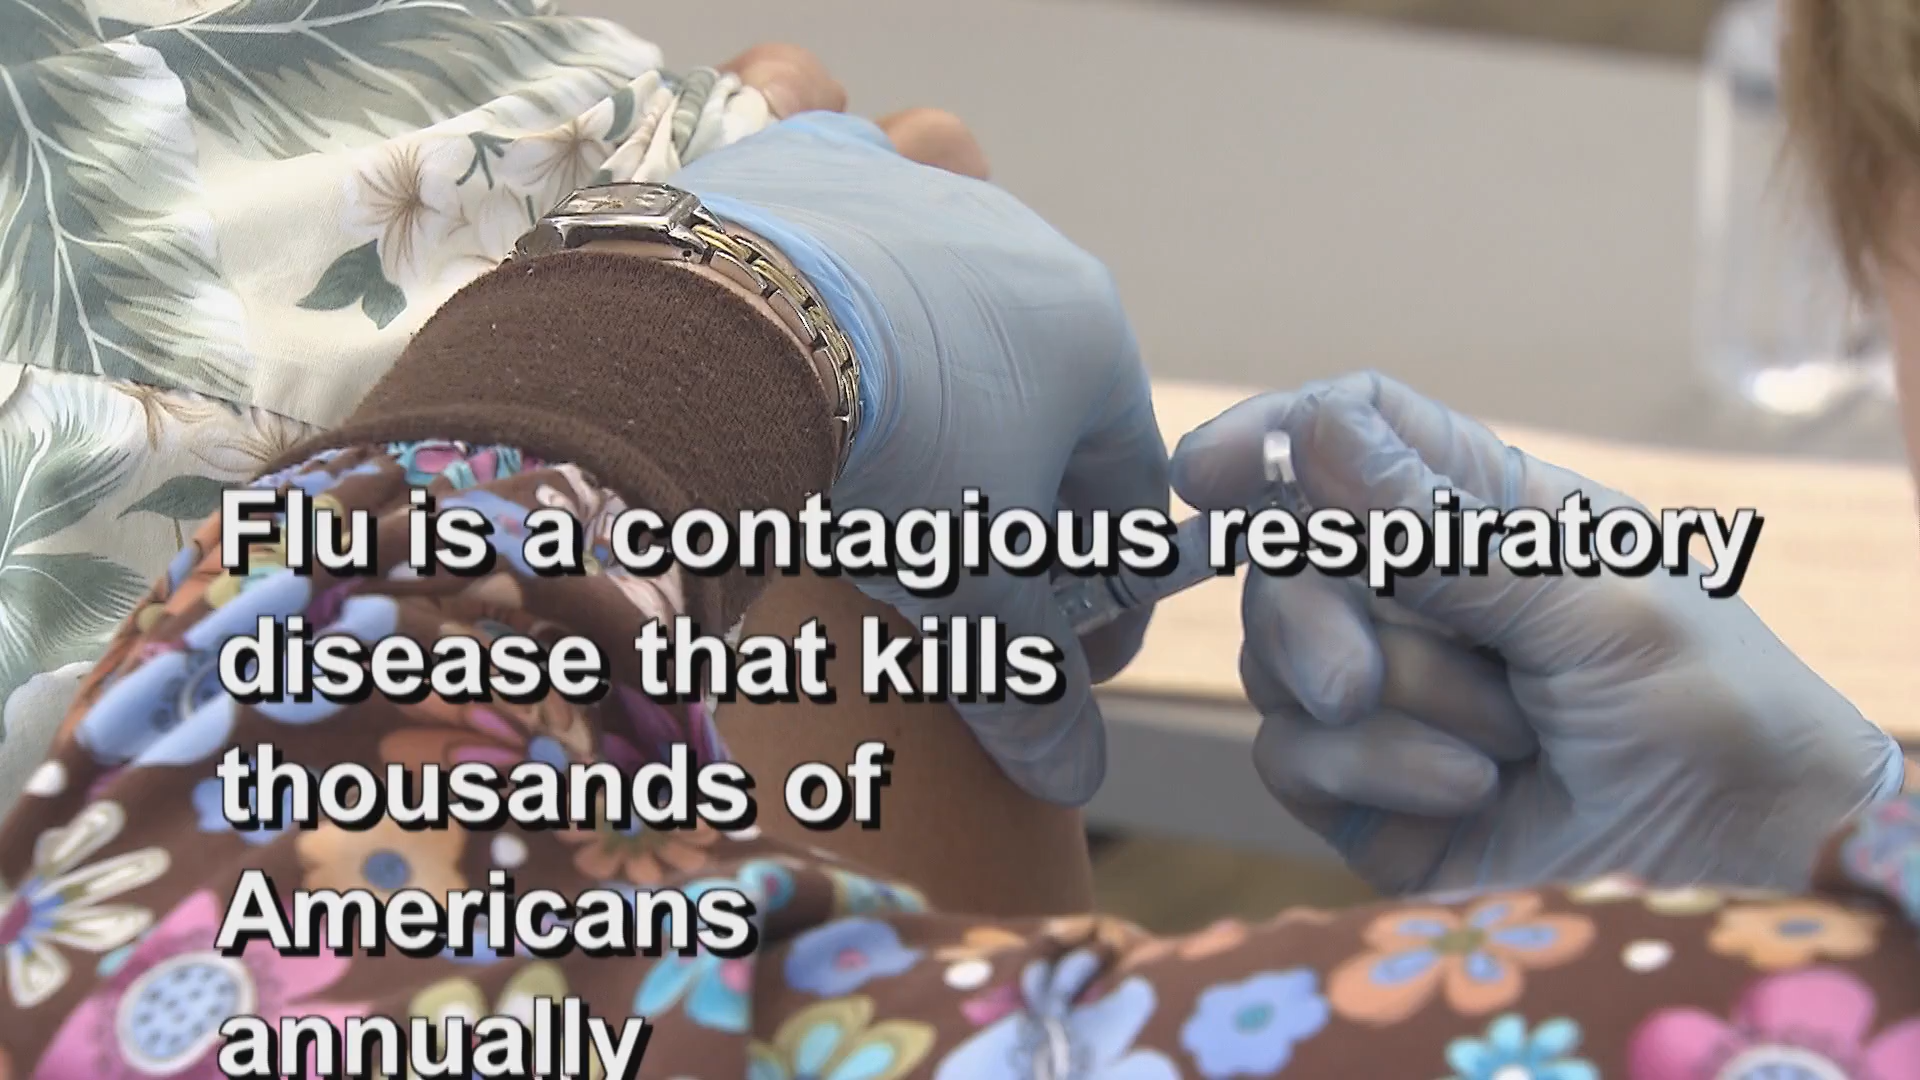 Flu is a contagious respiratory
disease that kills
thousands of
Americans
annually